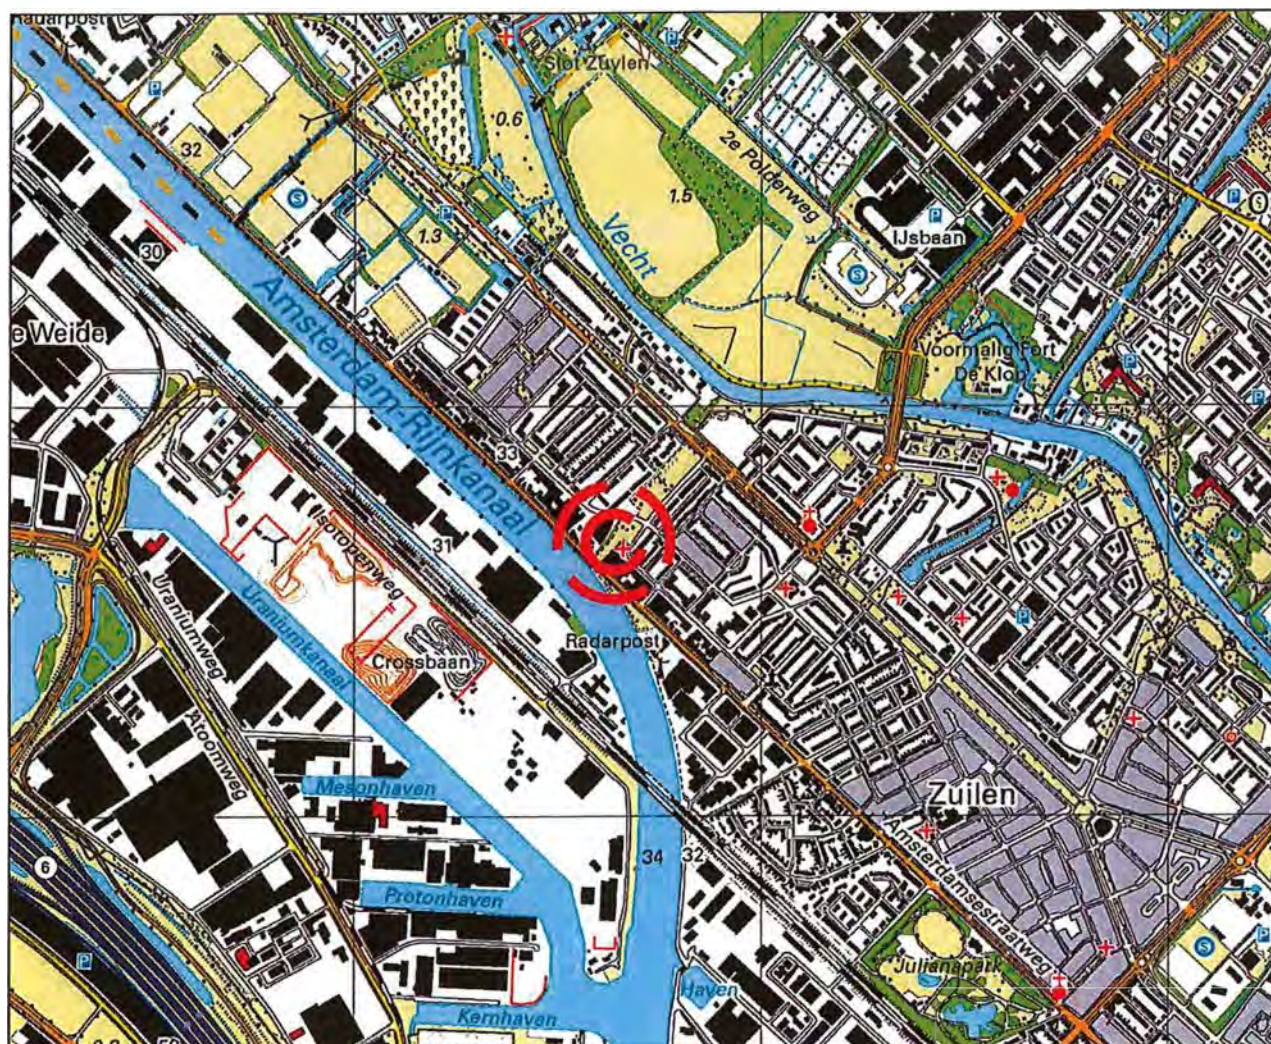 Radarpost
P
Slot Zuylen
P
0.6
32
2e Polderweg
1.5
S
P
1.3
P
IJsbaan
P
6
Vecht
S
30
Amsterdam-Rijnkanaal
e Weide
Voormalig Fort
De Klop
P
P
33
C
31
Isotopenweg
Uraniumweg
Uraniumkanaal
P
Radarpost
Crossbaan
Atoomweg
Mesonhaven
Zuilen
Amsterdamsestraatweg
34
32
6
Protonhaven
P
S
P
Julianapark
Haven
Kernhaven